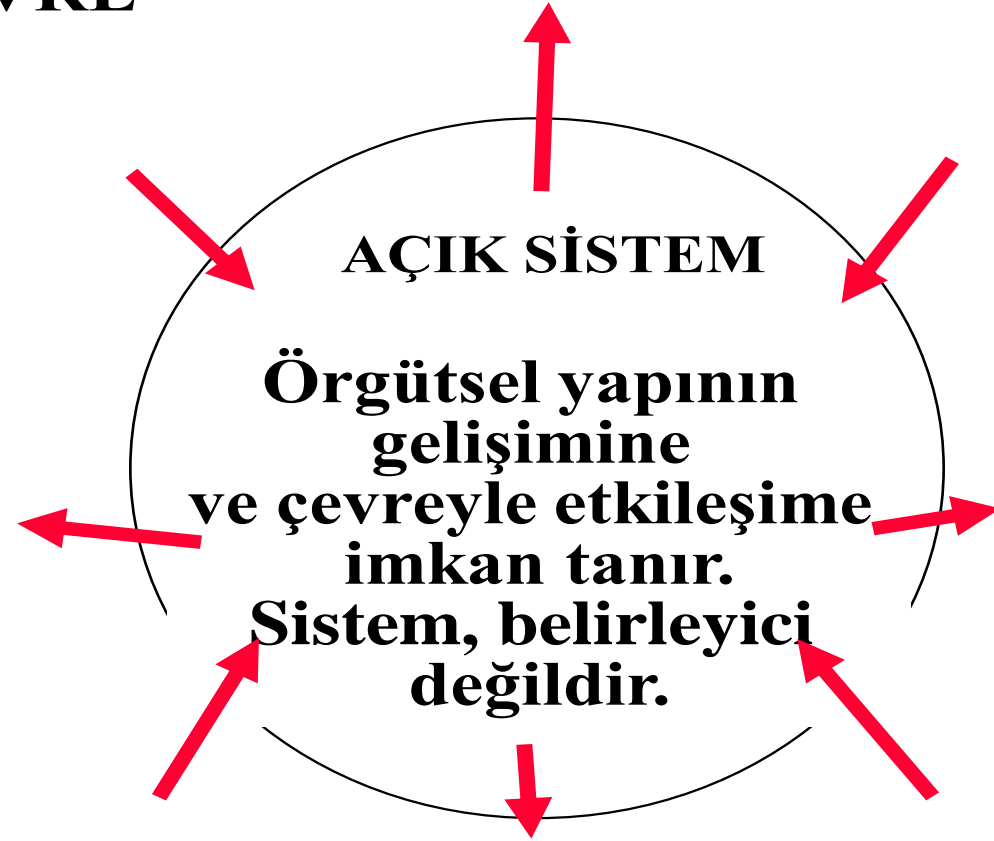 AÇIK SİSTEM
Örgütsel yapının
gelişimine
ve çevreyle etkileşime
imkan tanır.
Sistem, belirleyici
değildir.